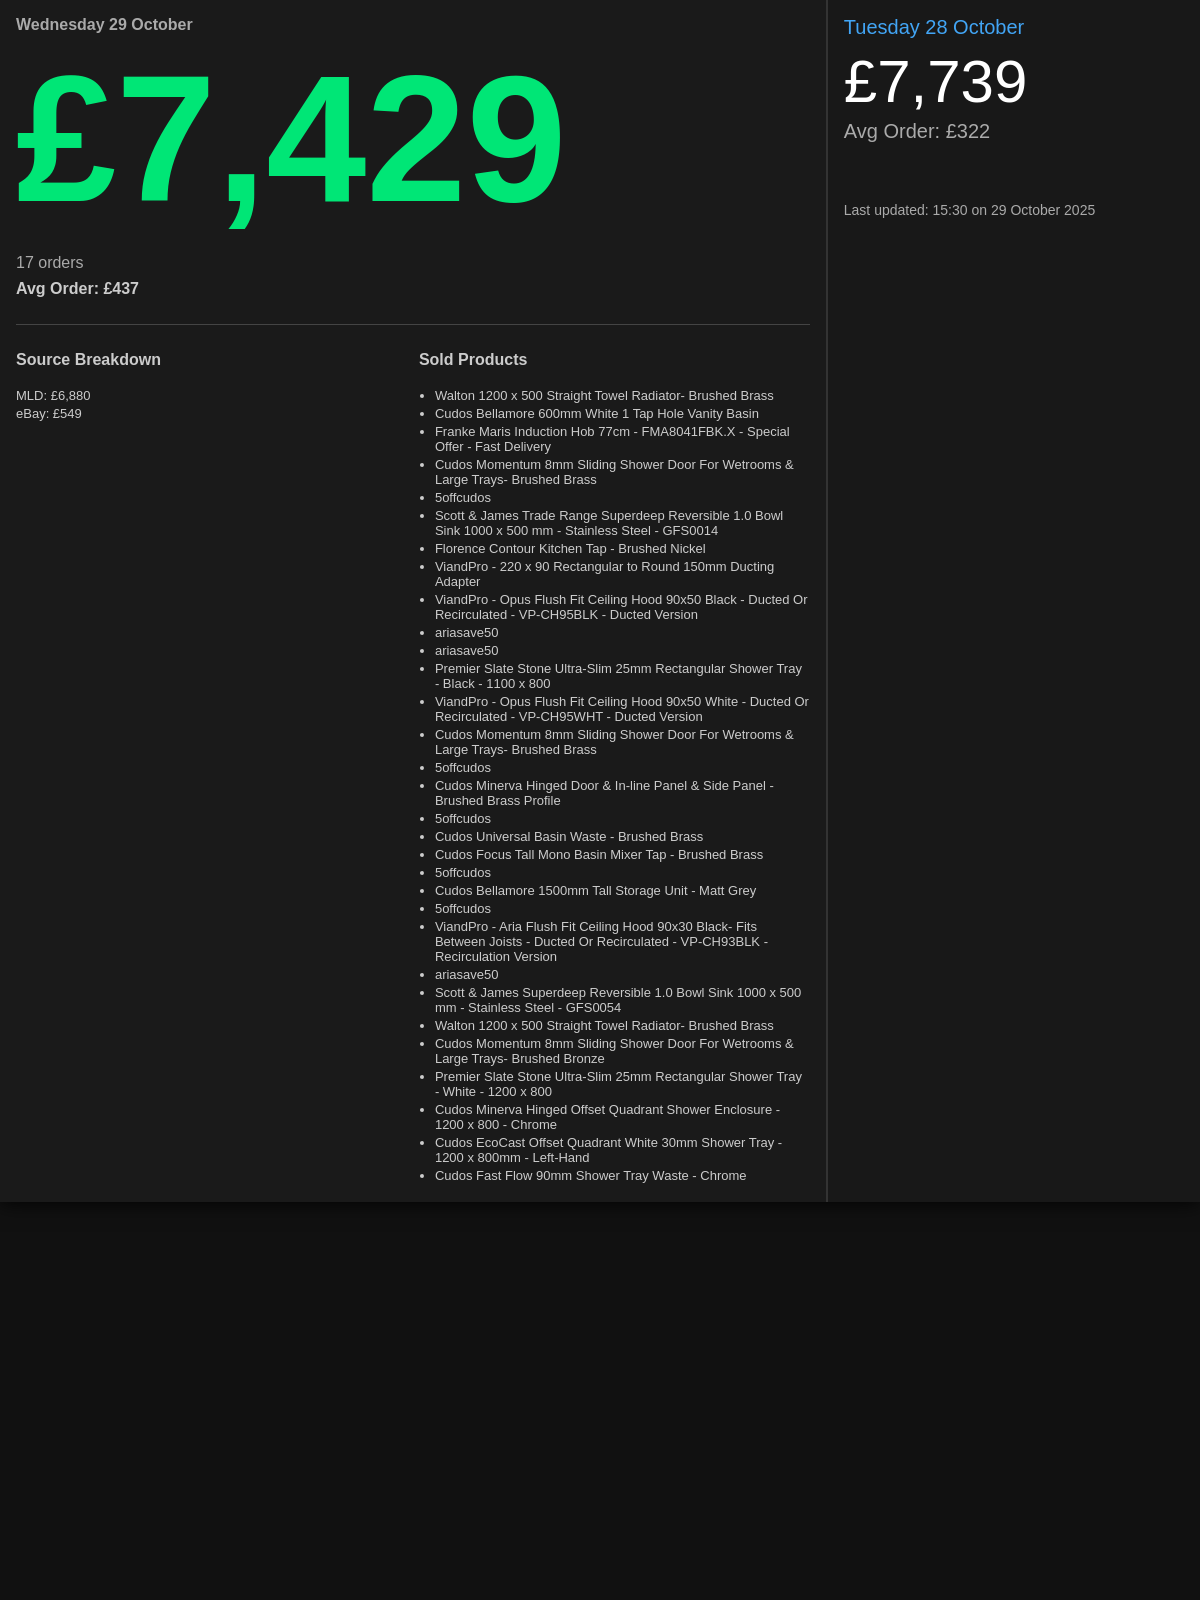 Wednesday 29 October
£7,429
17 orders
Avg Order: £437
Source Breakdown
MLD: £6,880
eBay: £549
Sold Products
Walton 1200 x 500 Straight Towel Radiator- Brushed Brass
Cudos Bellamore 600mm White 1 Tap Hole Vanity Basin
Franke Maris Induction Hob 77cm - FMA8041FBK.X - Special
Offer - Fast Delivery
Cudos Momentum 8mm Sliding Shower Door For Wetrooms &
Large Trays- Brushed Brass
5offcudos
Scott & James Trade Range Superdeep Reversible 1.0 Bowl
Sink 1000 x 500 mm - Stainless Steel - GFS0014
Florence Contour Kitchen Tap - Brushed Nickel
ViandPro - 220 x 90 Rectangular to Round 150mm Ducting
Adapter
ViandPro - Opus Flush Fit Ceiling Hood 90x50 Black - Ducted Or
Recirculated - VP-CH95BLK - Ducted Version
ariasave50
ariasave50
Premier Slate Stone Ultra-Slim 25mm Rectangular Shower Tray
- Black - 1100 x 800
ViandPro - Opus Flush Fit Ceiling Hood 90x50 White - Ducted Or
Recirculated - VP-CH95WHT - Ducted Version
Cudos Momentum 8mm Sliding Shower Door For Wetrooms &
Large Trays- Brushed Brass
5offcudos
Cudos Minerva Hinged Door & In-line Panel & Side Panel -
Brushed Brass Profile
5offcudos
Cudos Universal Basin Waste - Brushed Brass
Cudos Focus Tall Mono Basin Mixer Tap - Brushed Brass
5offcudos
Cudos Bellamore 1500mm Tall Storage Unit - Matt Grey
5offcudos
ViandPro - Aria Flush Fit Ceiling Hood 90x30 Black- Fits
Between Joists - Ducted Or Recirculated - VP-CH93BLK -
Recirculation Version
ariasave50
Scott & James Superdeep Reversible 1.0 Bowl Sink 1000 x 500
mm - Stainless Steel - GFS0054
Walton 1200 x 500 Straight Towel Radiator- Brushed Brass
Cudos Momentum 8mm Sliding Shower Door For Wetrooms &
Large Trays- Brushed Bronze
Premier Slate Stone Ultra-Slim 25mm Rectangular Shower Tray
- White - 1200 x 800
Cudos Minerva Hinged Offset Quadrant Shower Enclosure -
1200 x 800 - Chrome
Cudos EcoCast Offset Quadrant White 30mm Shower Tray -
1200 x 800mm - Left-Hand
Cudos Fast Flow 90mm Shower Tray Waste - Chrome
Tuesday 28 October
£7,739
Avg Order: £322
Last updated: 15:30 on 29 October 2025